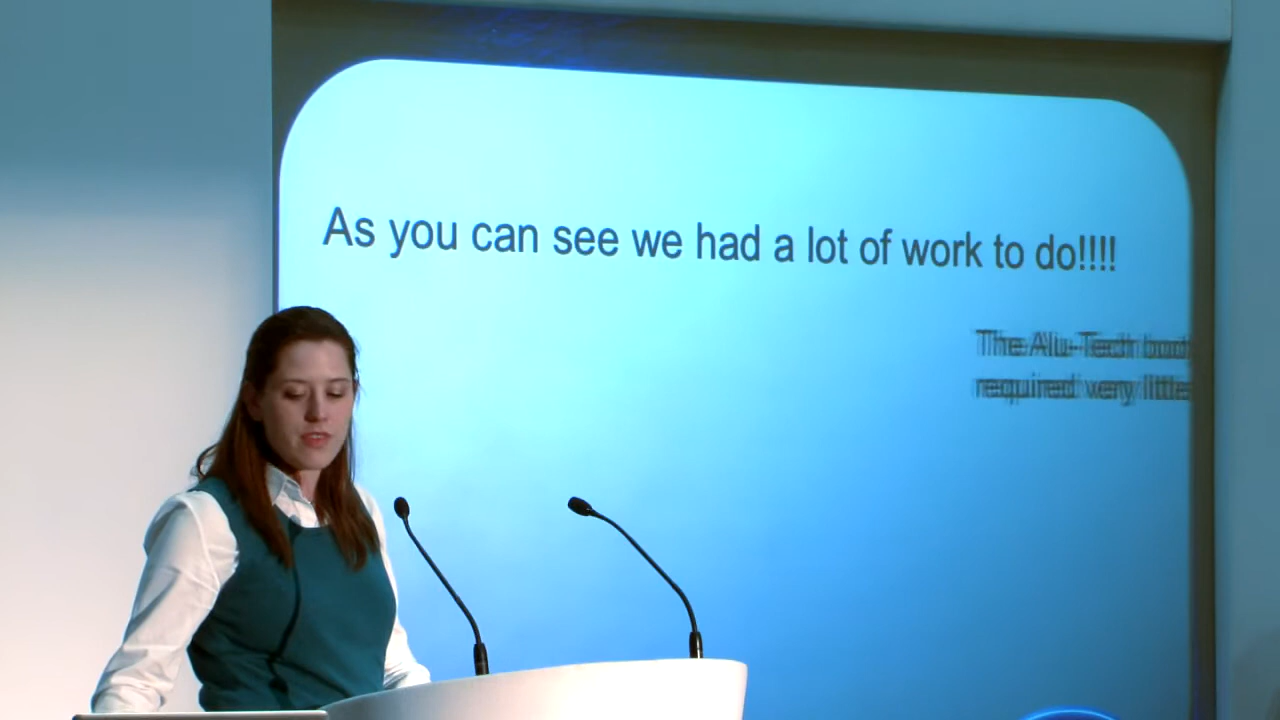 As you can see we had a lot of work to do!!!!
The Alu-Tech
required very little